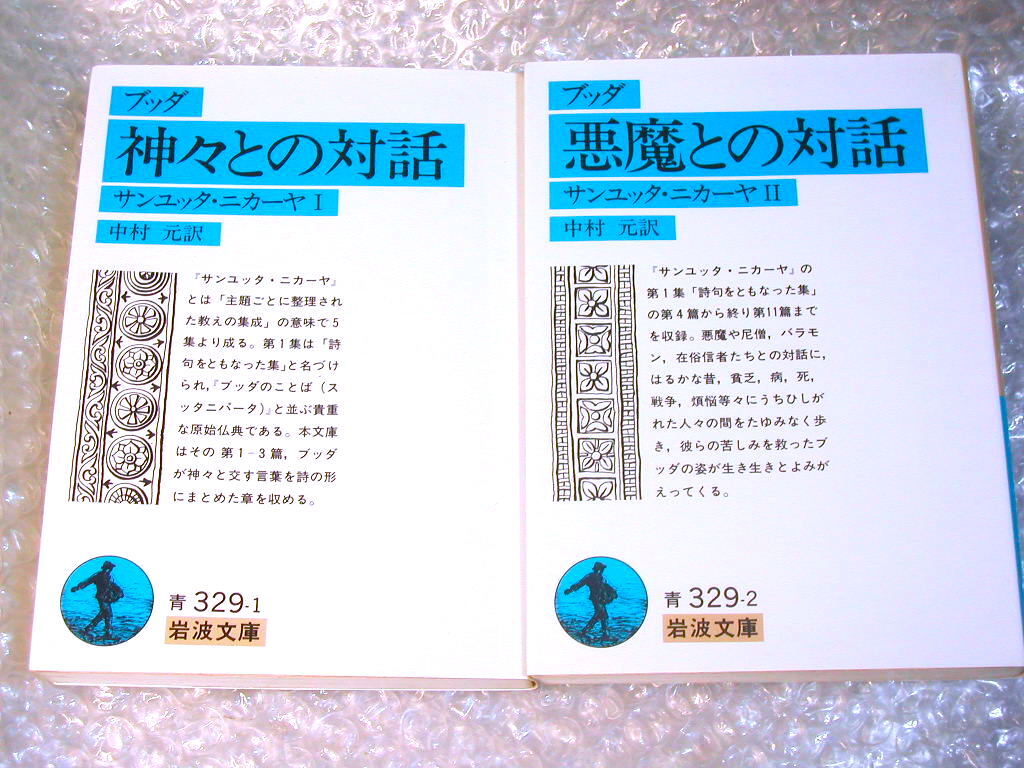 ブッダ
神々との対話
サンユッタ・ニカーヤ I
中村 元訳
『サンユッタ・ニカーヤ』
とは「主題ごとに整理され
た教えの集成」の意味で5
集より成る。第1集は「詩
句をともなった集」と名づけ
られ,『ブッダのことば(ス
ッタニパータ)』と並ぶ貴重
な原始仏典である。本文庫
はその 第1-3篇,ブッダ
が神々と交す言葉を詩の形
にまとめた章を収める。
青 329-1
岩波文庫
ブッダ
悪魔との対話
サンユッタ・ニカーヤ II
中村 元訳
『サンユッタ・ニカーヤ』の
第1集「詩句をともなった集」
の第4篇から終り第11篇まで
を収録。悪魔や尼僧,バラモ
ン,在俗信者たちとの対話に,
はるかな昔,貧乏,病,死,
戦争,煩悩等々にうちひしが
れた人々の間をたゆみなく歩
き,彼らの苦しみを救ったブ
ッダの姿が生き生きとよみが
えってくる。
青 329-2
岩波文庫